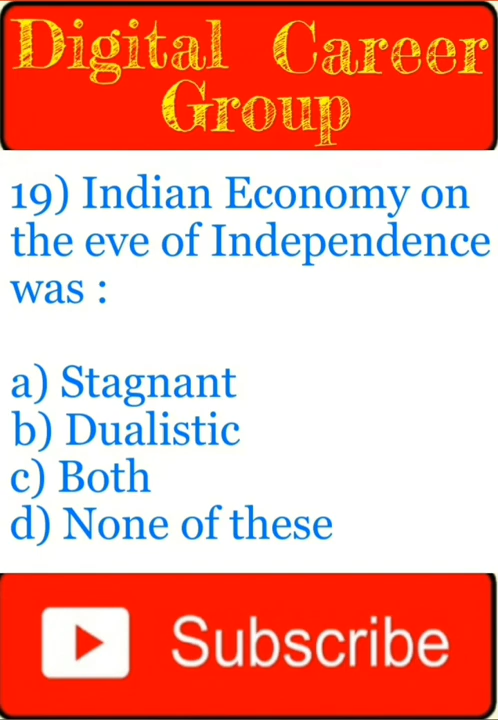 Digital Career
Group
19) Indian Economy on
the eve of Independence
was :
a) Stagnant
b) Dualistic
c) Both
d) None of these
Subscribe